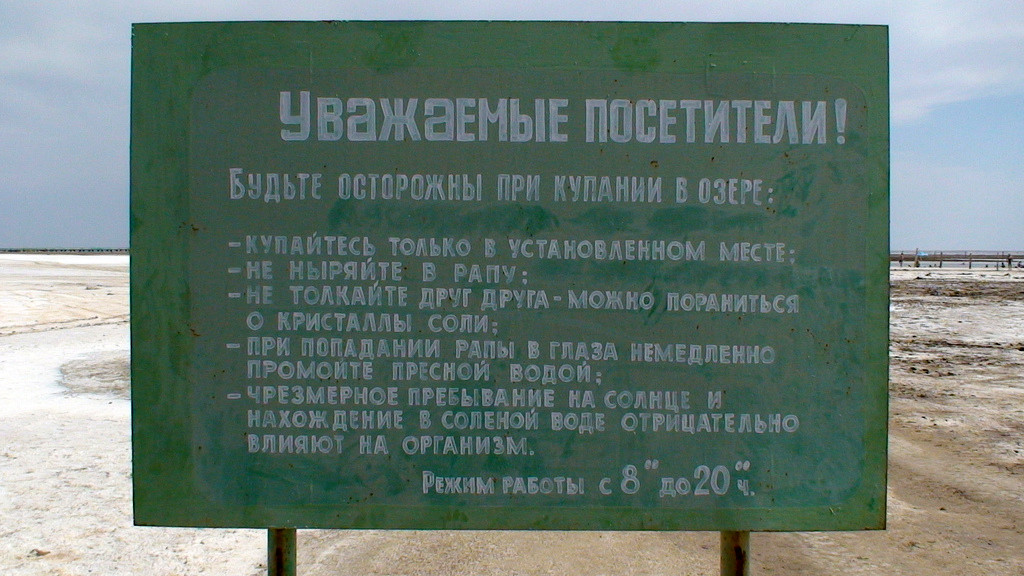 Уважаемые посетители!
Будьте осторожны при купании в озере:
-купайтесь только в установленном месте;
-не ныряйте в рапу;
-не толкайте друг друга-можно пораниться
о кристаллы соли;
-при попадании рапы в глаза немедленно
промойте пресной водой;
-чрезмерное пребывание на солнце и
нахождение в соленой воде отрицательно
влияют на организм.
Режим работы с 8" до 20" ч.